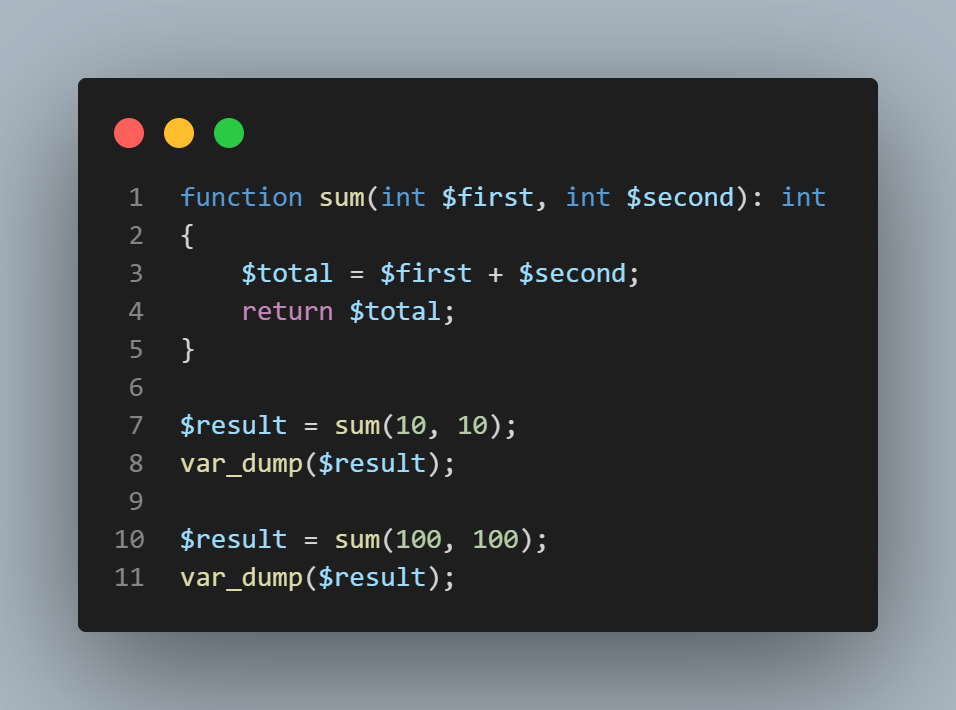 1 function sum(int $first, int $second): int
2 {
3     $total = $first + $second;
4     return $total;
5 }
6
7 $result = sum(10, 10);
8 var_dump($result);
9
10 $result = sum(100, 100);
11 var_dump($result);